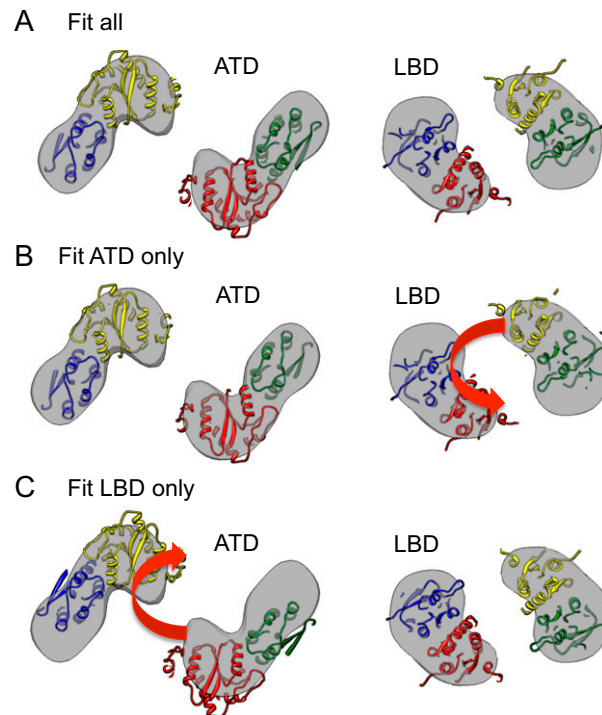 A Fit all
ATD LBD
B Fit ATD only
ATD LBD
C Fit LBD only
ATD LBD